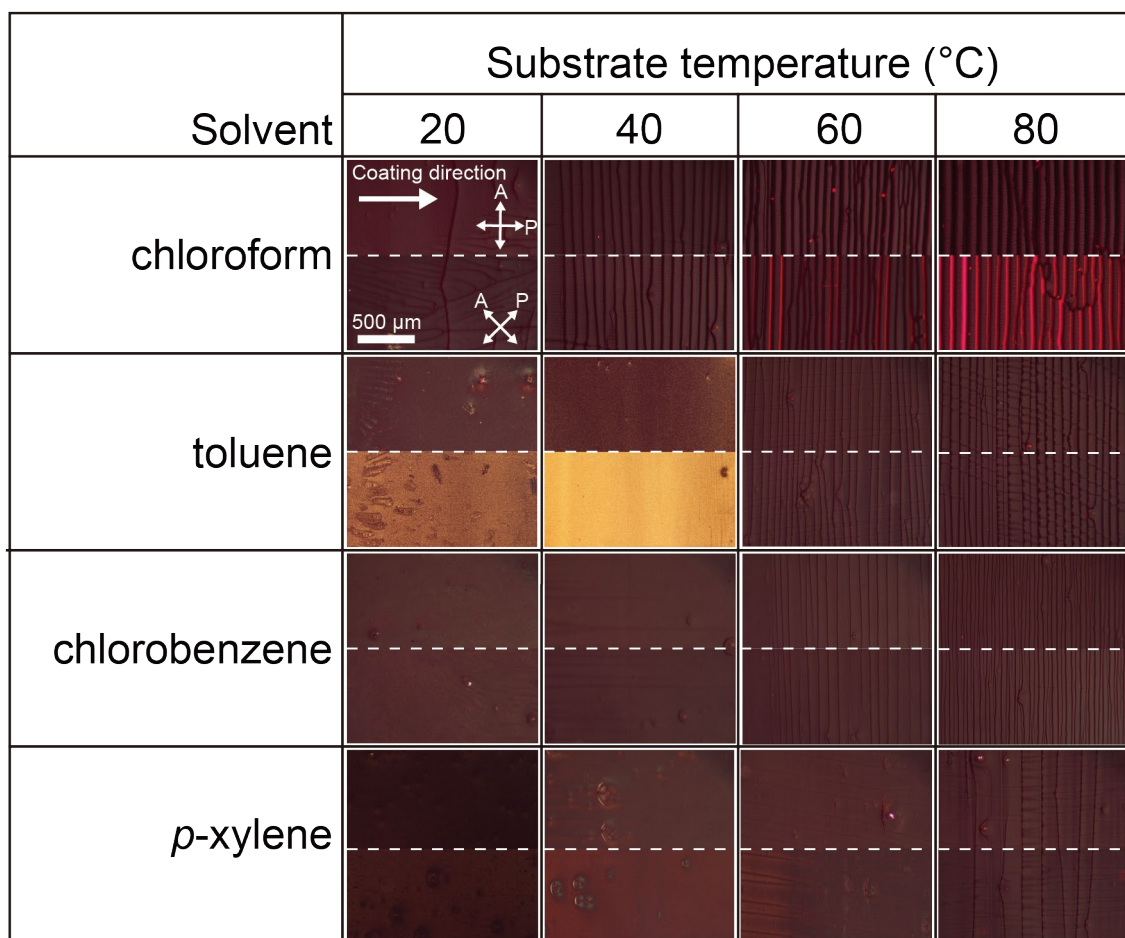 Substrate temperature (°C)
Solvent 20 40 60 80
chloroform
Coating direction
A
P
A P
500 µm
toluene
chlorobenzene
p-xylene